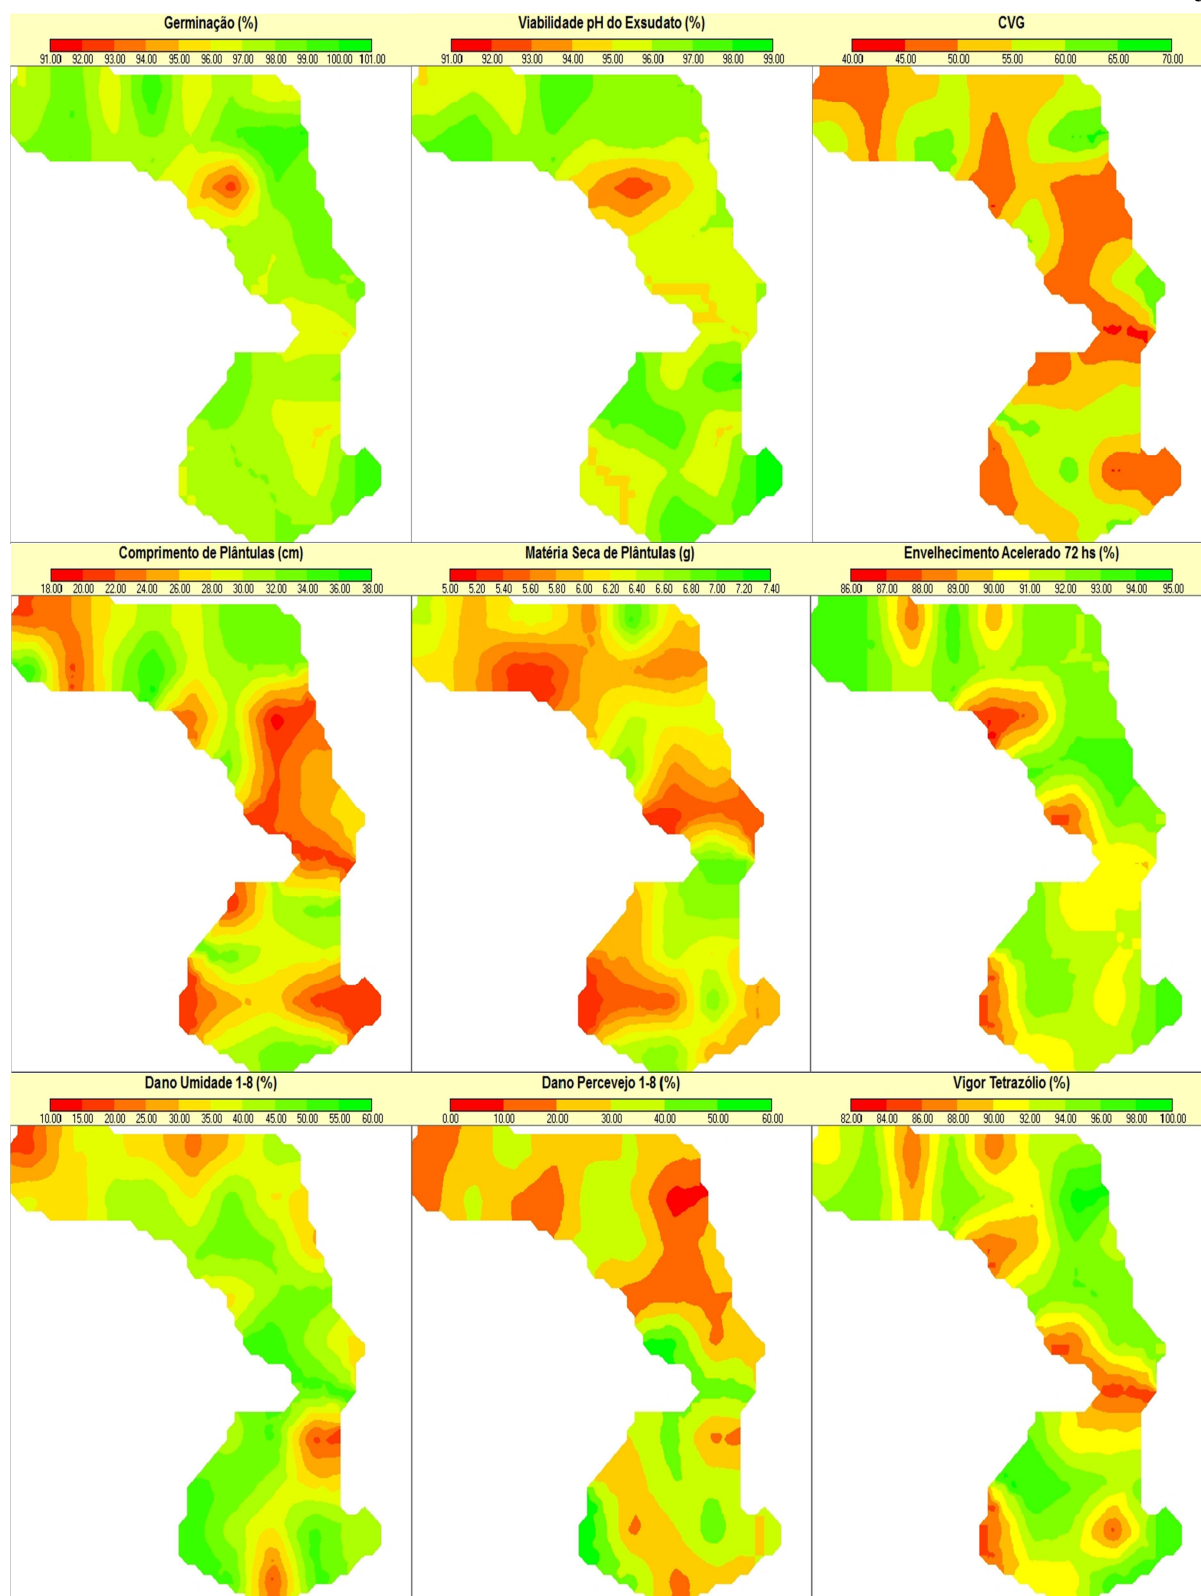 Germinação (%)
91.00 92.00 93.00 94.00 95.00 96.00 97.00 98.00 99.00 100.00 101.00
Viabilidade pH do Exsudato (%)
91.00 92.00 93.00 94.00 95.00 96.00 97.00 98.00 99.00
CVG
40.00 45.00 50.00 55.00 60.00 65.00 70.00
Comprimento de Plântulas (cm)
18.00 20.00 22.00 24.00 26.00 28.00 30.00 32.00 34.00 36.00 38.00
Matéria Seca de Plântulas (g)
5.00 5.20 5.40 5.60 5.80 6.00 6.20 6.40 6.60 6.80 7.00 7.20 7.40
Envelhecimento Acelerado 72 hs (%)
86.00 87.00 88.00 89.00 90.00 91.00 92.00 93.00 94.00 95.00
Dano Umidade 1-8 (%)
10.00 15.00 20.00 25.00 30.00 35.00 40.00 45.00 50.00 55.00 60.00
Dano Percevejo 1-8 (%)
0.00 10.00 20.00 30.00 40.00 50.00 60.00
Vigor Tetrazólio (%)
82.00 84.00 86.00 88.00 90.00 92.00 94.00 96.00 98.00 100.00